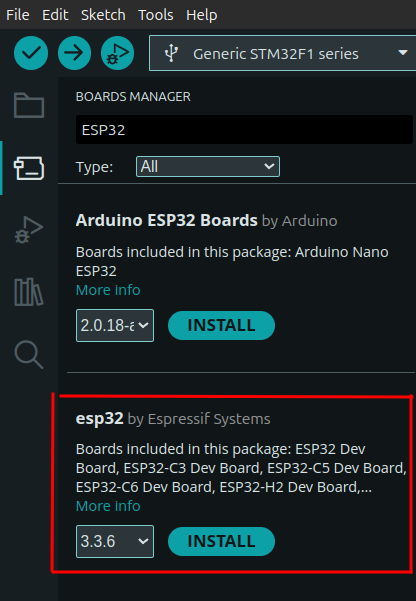 File Edit Sketch Tools Help
Generic STM32F1 series
BOARDS MANAGER
ESP32
Type: All
Arduino ESP32 Boards by Arduino
Boards included in this package: Arduino Nano
ESP32
More info
2.0.18-a INSTALL
esp32 by Espressif Systems
Boards included in this package: ESP32 Dev
Board, ESP32-C3 Dev Board, ESP32-C5 Dev Board,
ESP32-C6 Dev Board, ESP32-H2 Dev Board,...
More info
3.3.6 INSTALL